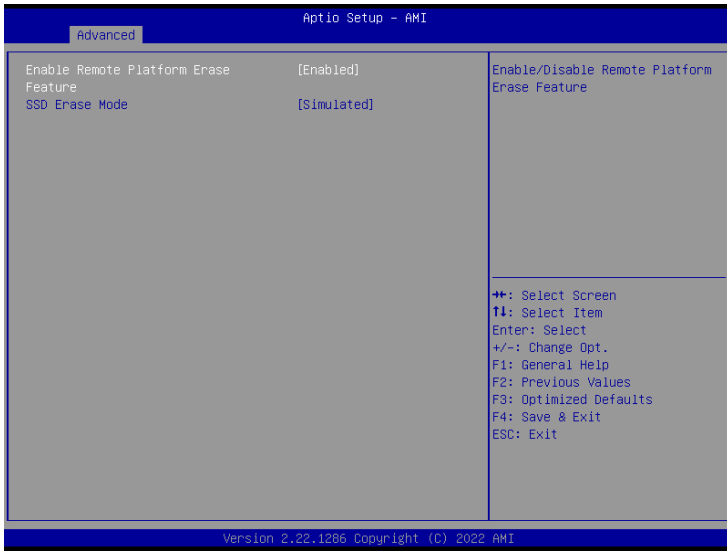 Aptio Setup – AMI
Advanced
Enable Remote Platform Erase [Enabled]
Feature
SSD Erase Mode [Simulated]
Enable/Disable Remote Platform
Erase Feature
→←: Select Screen
↑↓: Select Item
Enter: Select
+/-: Change Opt.
F1: General Help
F2: Previous Values
F3: Optimized Defaults
F4: Save & Exit
ESC: Exit
Version 2.22.1286 Copyright (C) 2022 AMI